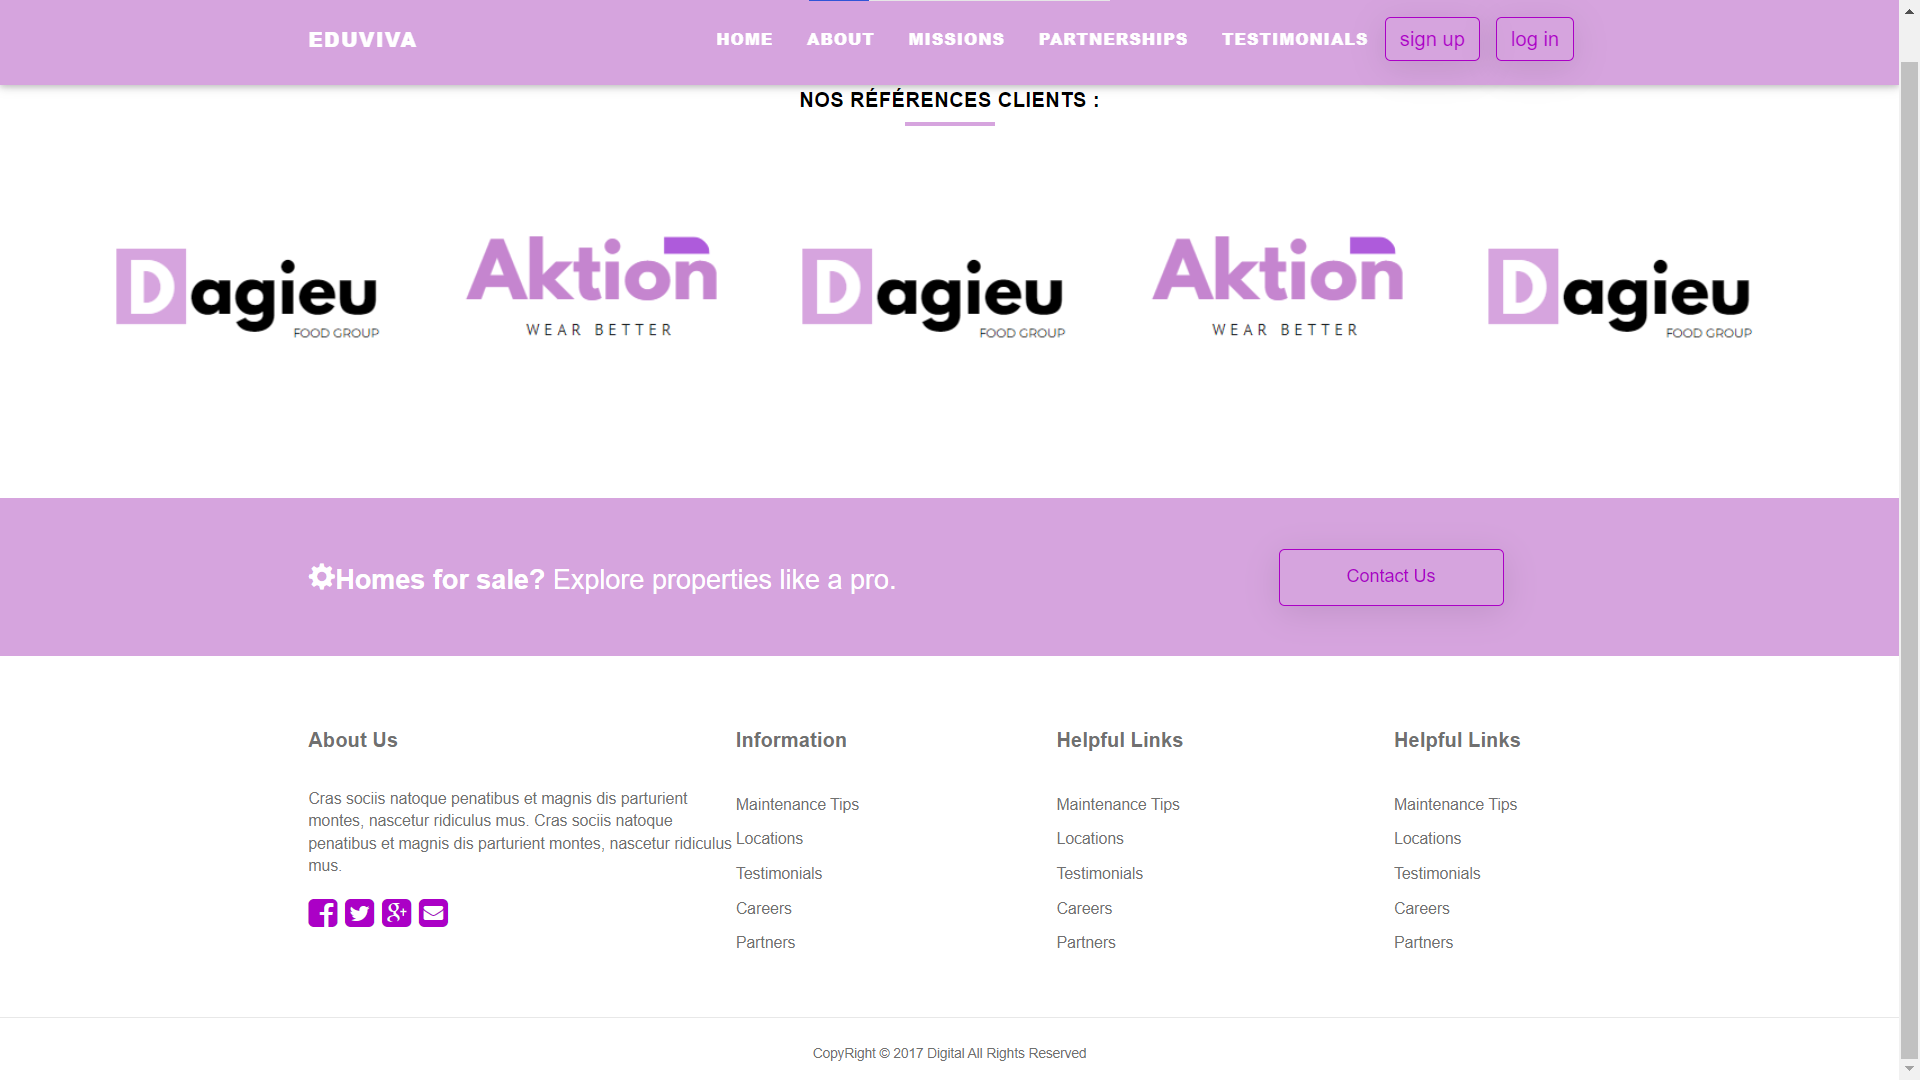 EDUVIVA
HOME ABOUT MISSIONS PARTNERSHIPS TESTIMONIALS sign up log in
NOS RÉFÉRENCES CLIENTS :
Dagieu
FOOD GROUP
Aktion
WEAR BETTER
Dagieu
FOOD GROUP
Aktion
WEAR BETTER
Dagieu
FOOD GROUP
Homes for sale? Explore properties like a pro.
Contact Us
About Us
Cras sociis natoque penatibus et magnis dis parturient
montes, nascetur ridiculus mus. Cras sociis natoque
penatibus et magnis dis parturient montes, nascetur ridiculus
mus.
Information
Maintenance Tips
Locations
Testimonials
Careers
Partners
Helpful Links
Maintenance Tips
Locations
Testimonials
Careers
Partners
Helpful Links
Maintenance Tips
Locations
Testimonials
Careers
Partners
CopyRight © 2017 Digital All Rights Reserved